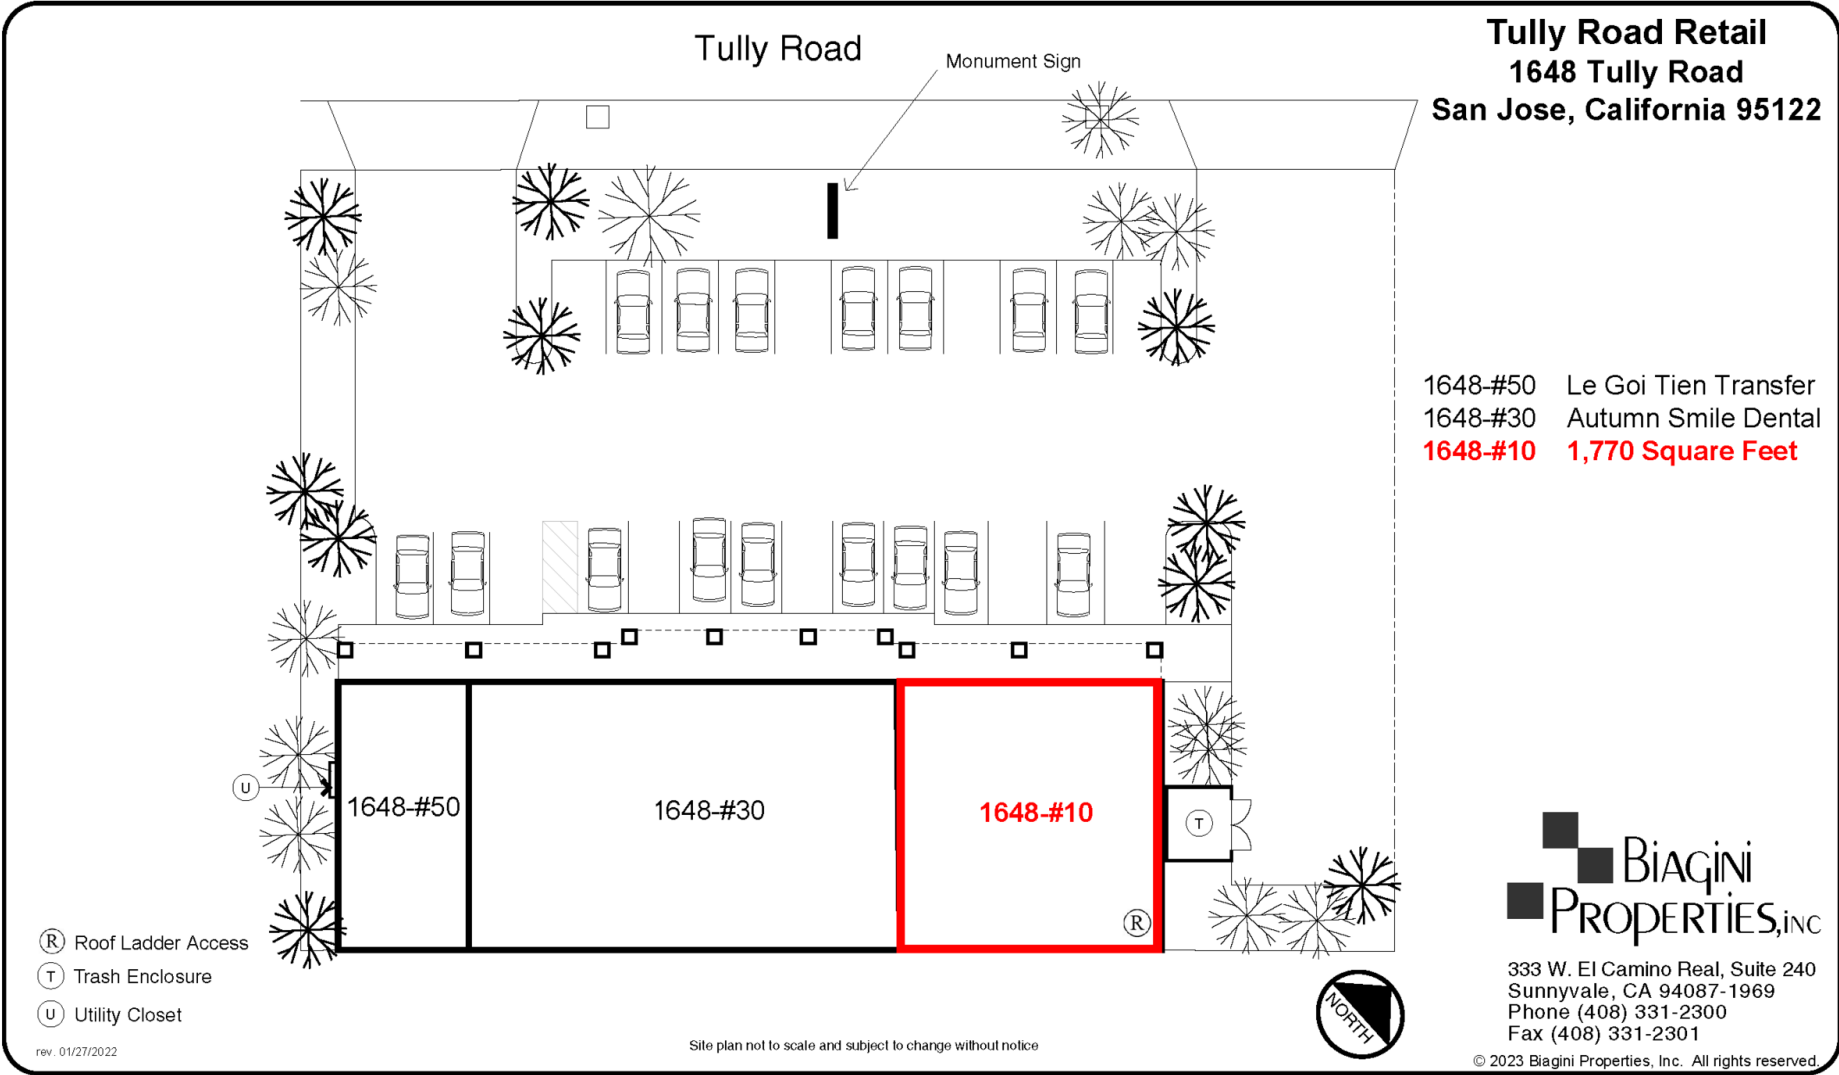 Tully Road
Monument Sign
Tully Road Retail
1648 Tully Road
San Jose, California 95122
1648-#50 Le Goi Tien Transfer
1648-#30 Autumn Smile Dental
1648-#10 1,770 Square Feet
U
1648-#50
1648-#30
1648-#10
T
R
R Roof Ladder Access
T Trash Enclosure
U Utility Closet
rev. 01/27/2022
Site plan not to scale and subject to change without notice
NORTH
BIAGINI
PROPERTIES, INC
333 W. El Camino Real, Suite 240
Sunnyvale, CA 94087-1969
Phone (408) 331-2300
Fax (408) 331-2301
© 2023 Biagini Properties, Inc. All rights reserved.